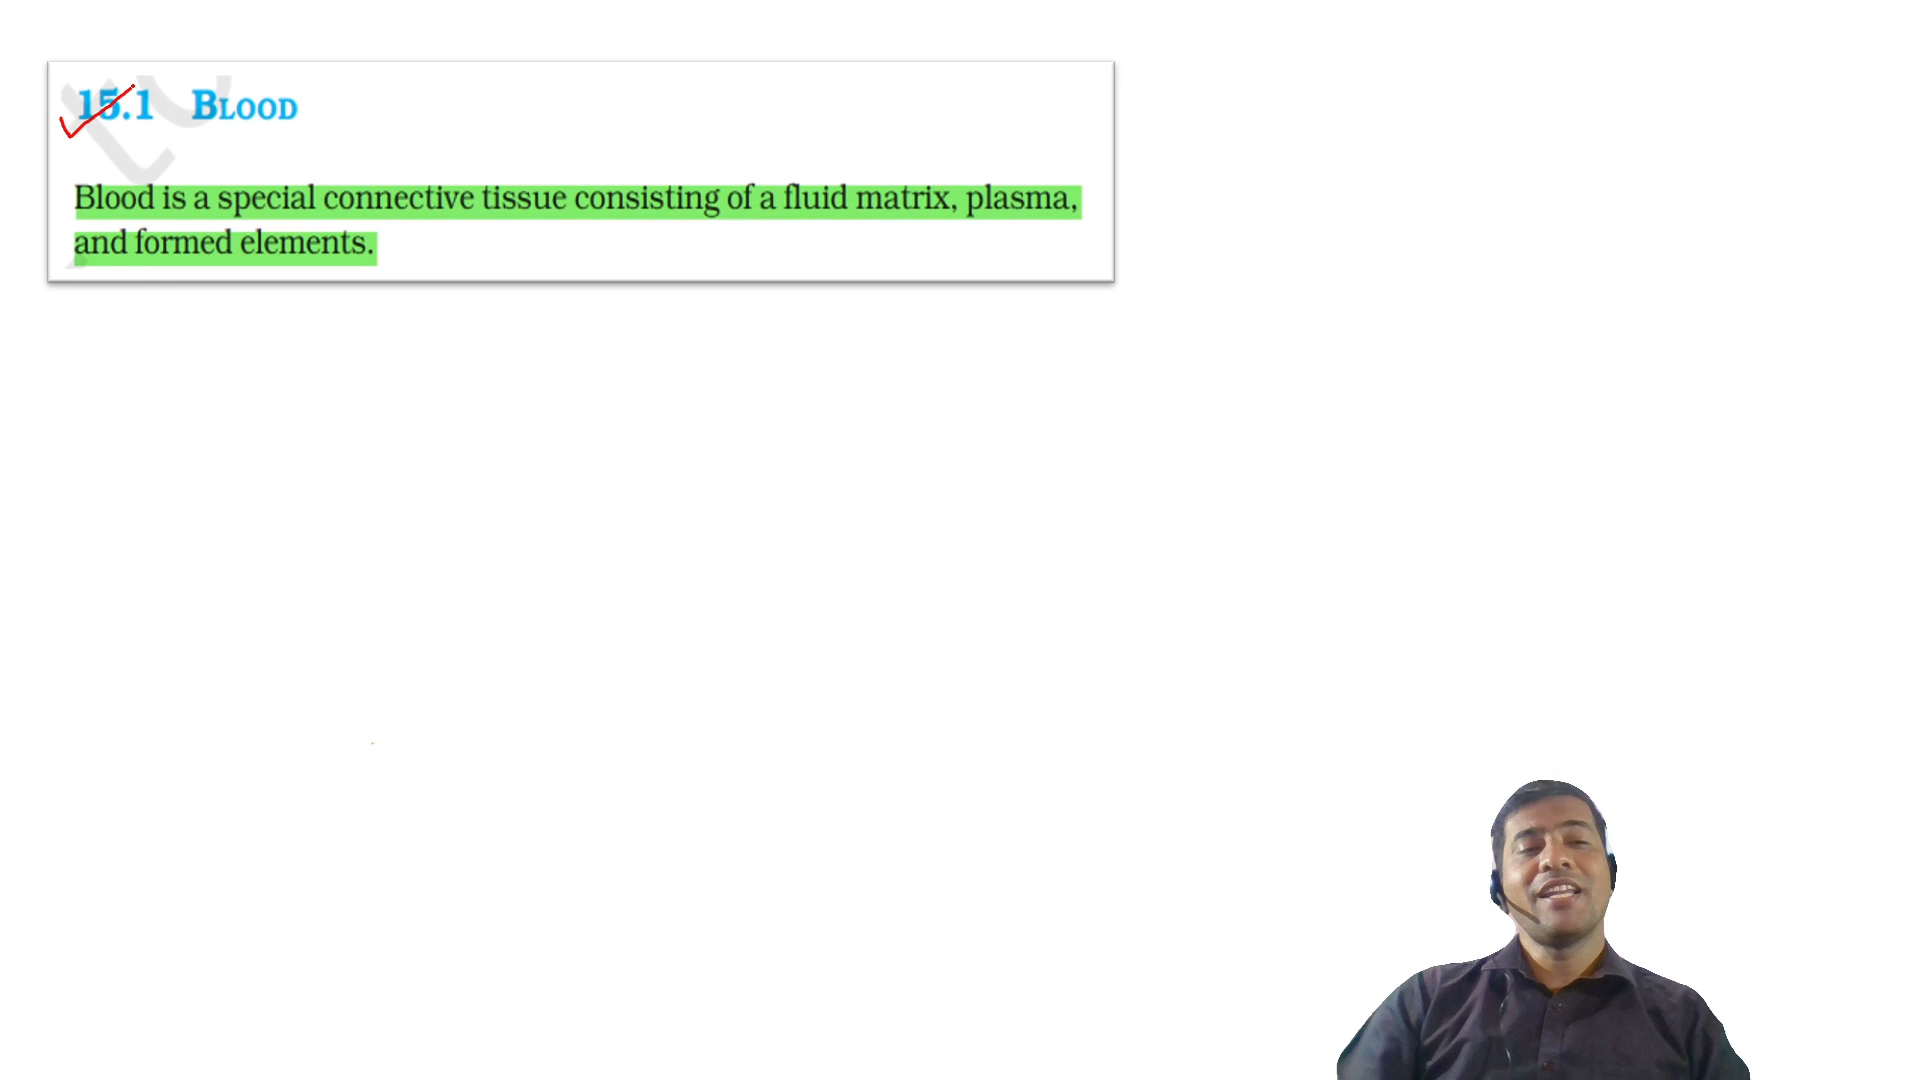 15.1 Blood
Blood is a special connective tissue consisting of a fluid matrix, plasma,
and formed elements.